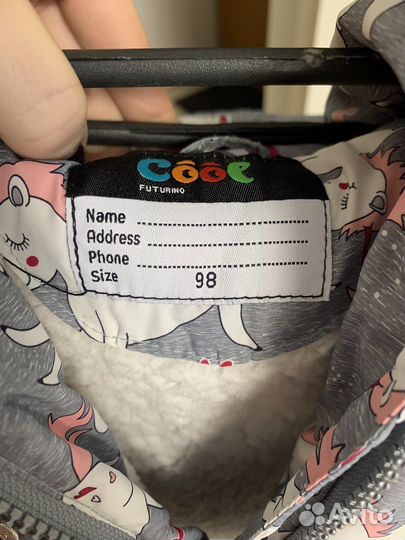 COOL
FUTURINO
Name ..........................
Address ......................
Phone .........................
Size 98
Avito